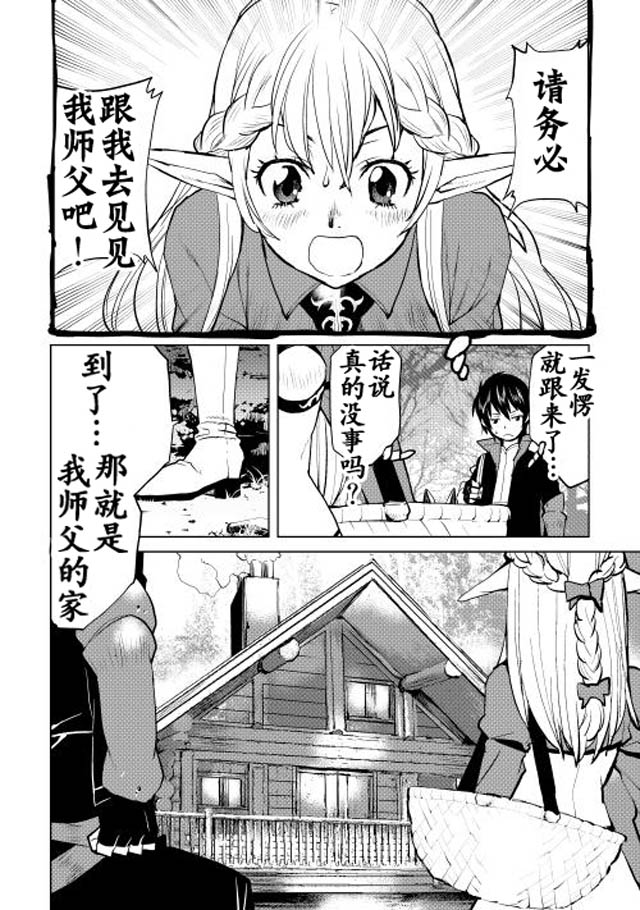 请务必
跟我去见见
我师父吧！
一发愣
就跟来了…
话说
真的没事吗？
到了…
那就是
我师父的家